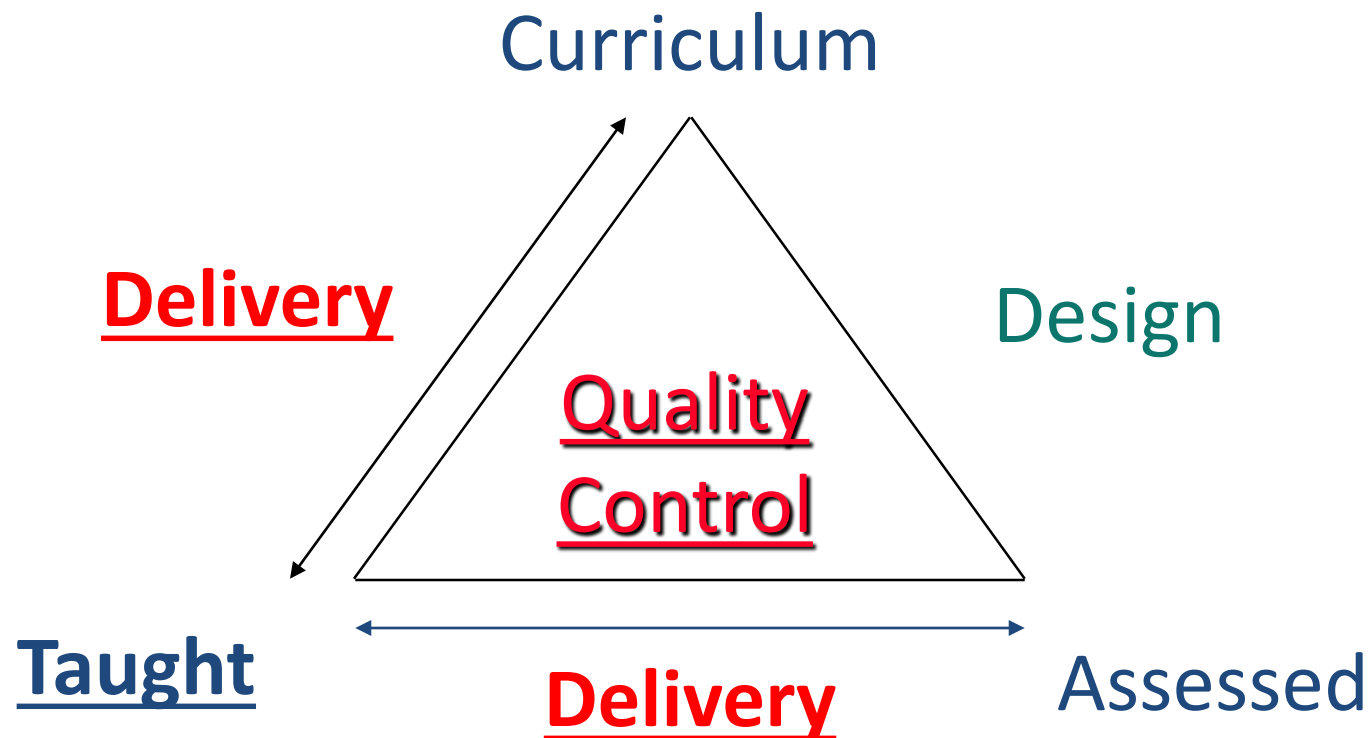 Curriculum
Delivery
Design
Quality
Control
Taught
Delivery
Assessed